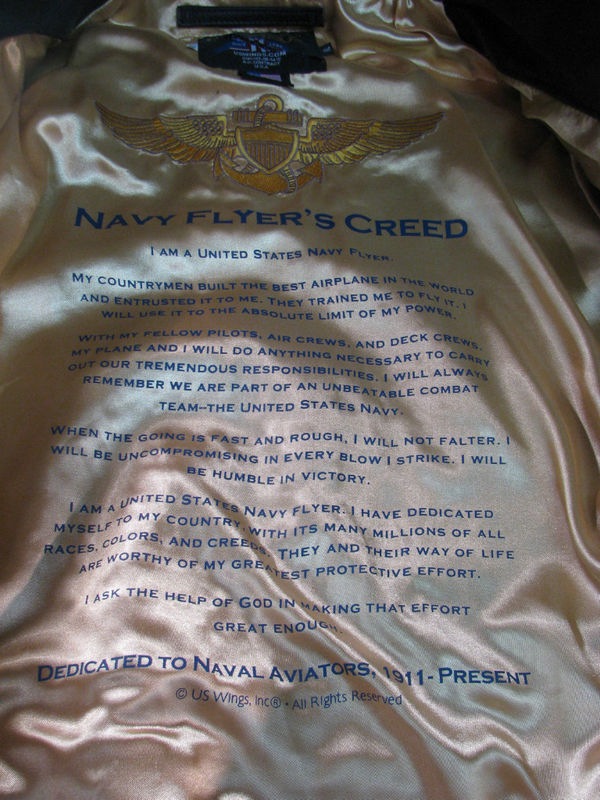 USWINGS.COM
U.S.A.
NAVY FLYER'S CREED
I AM A UNITED STATES NAVY FLYER.
MY COUNTRYMEN BUILT THE BEST AIRPLANE IN THE WORLD
AND ENTRUSTED IT TO ME. THEY TRAINED ME TO FLY IT. I
WILL USE IT TO THE ABSOLUTE LIMIT OF MY POWER.
WITH MY FELLOW PILOTS, AIR CREWS, AND DECK CREWS,
MY PLANE AND I WILL DO ANYTHING NECESSARY TO CARRY
OUT OUR TREMENDOUS RESPONSIBILITIES. I WILL ALWAYS
REMEMBER WE ARE PART OF AN UNBEATABLE COMBAT
TEAM--THE UNITED STATES NAVY.
WHEN THE GOING IS FAST AND ROUGH, I WILL NOT FALTER. I
WILL BE UNCOMPROMISING IN EVERY BLOW I STRIKE. I WILL
BE HUMBLE IN VICTORY.
I AM A UNITED STATES NAVY FLYER. I HAVE DEDICATED
MYSELF TO MY COUNTRY, WITH ITS MANY MILLIONS OF ALL
RACES, COLORS, AND CREEDS. THEY AND THEIR WAY OF LIFE
ARE WORTHY OF MY GREATEST PROTECTIVE EFFORT.
I ASK THE HELP OF GOD IN MAKING THAT EFFORT
GREAT ENOUGH.
DEDICATED TO NAVAL AVIATORS, 1911- PRESENT
© US Wings, Inc® • All Rights Reserved